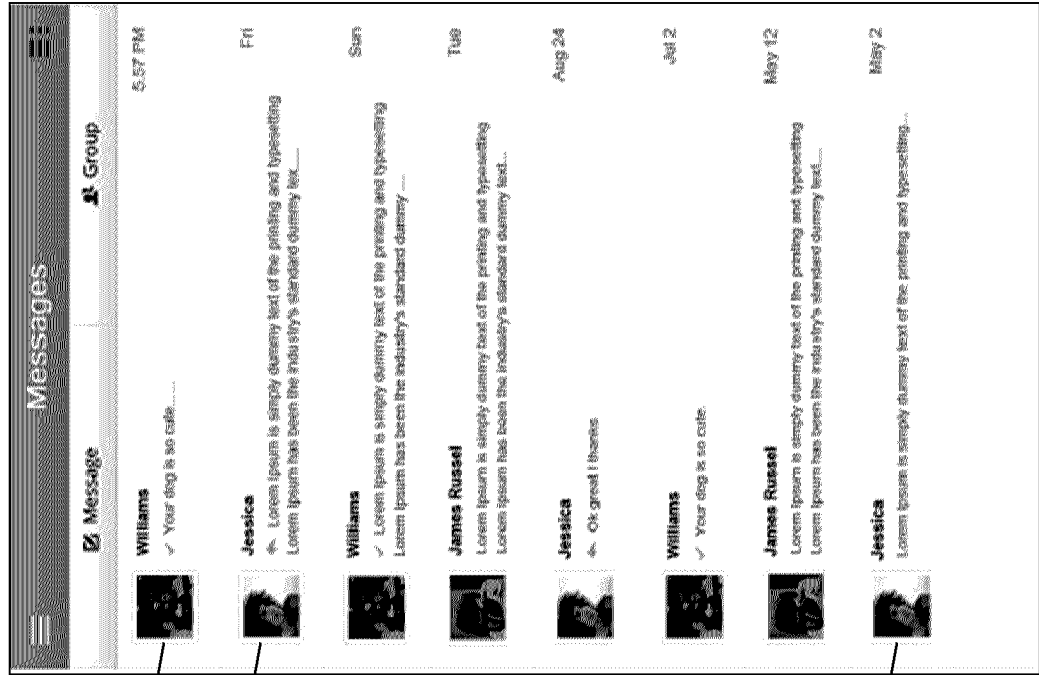 Messages
Message
Group
Williams
5:57 PM
✓ Your dog is so cute......
Jessica
Fri
Lorem Ipsum is simply dummy text of the printing and typesetting
Lorem Ipsum has been the industry's standard dummy tex......
Williams
Sun
✓ Lorem Ipsum is simply dummy text of the printing and typesetting
Lorem Ipsum has been the industry's standard dummy .....
James Russel
Tue
Lorem Ipsum is simply dummy text of the printing and typesetting
Lorem Ipsum has been the industry's standard dummy text...
Jessica
Aug 24
Ok great ! thanks
Williams
Jul 2
✓ Your dog is so cute.
James Russel
May 12
Lorem Ipsum is simply dummy text of the printing and typesetting
Lorem Ipsum has been the industry's standard dummy text.....
Jessica
May 2
Lorem Ipsum is simply dummy text of the printing and typesetting...